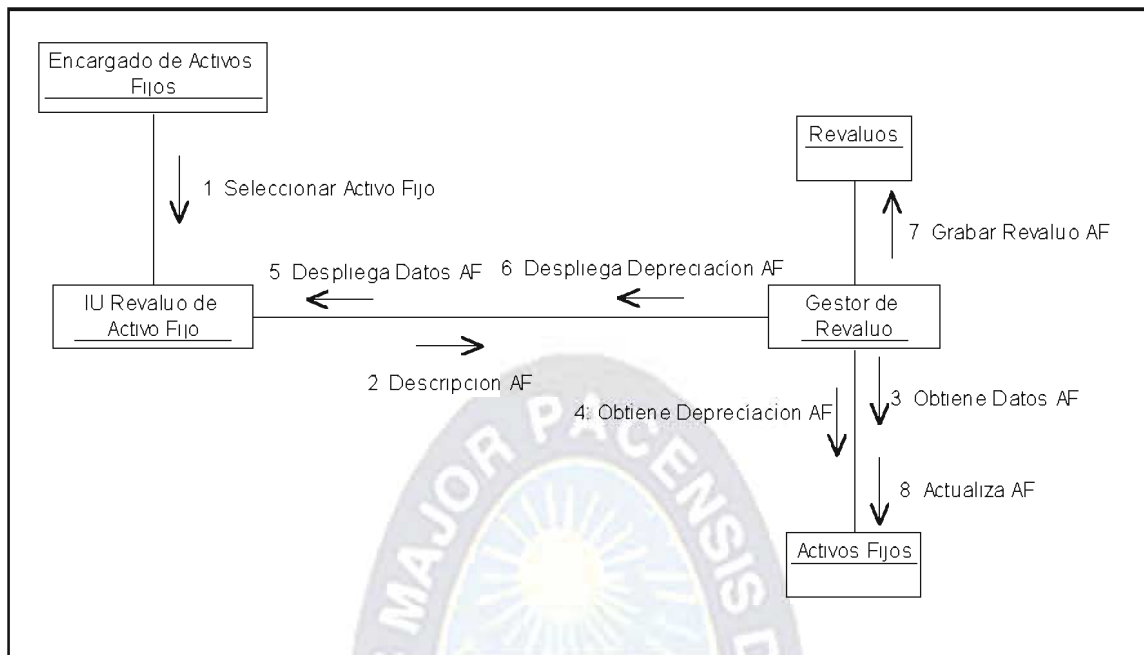 Encargado de Activos
Fijos
Revaluos
1 Seleccionar Activo Fijo
7 Grabar Revaluo AF
5 Despliega Datos AF
6 Despliega Depreciacion AF
IU Revaluo de
Activo Fijo
Gestor de
Revaluo
2 Descripcion AF
4: Obtiene Depreciacion AF
3 Obtiene Datos AF
8 Actualiza AF
Activos Fijos
MAJOR PACENSIS D